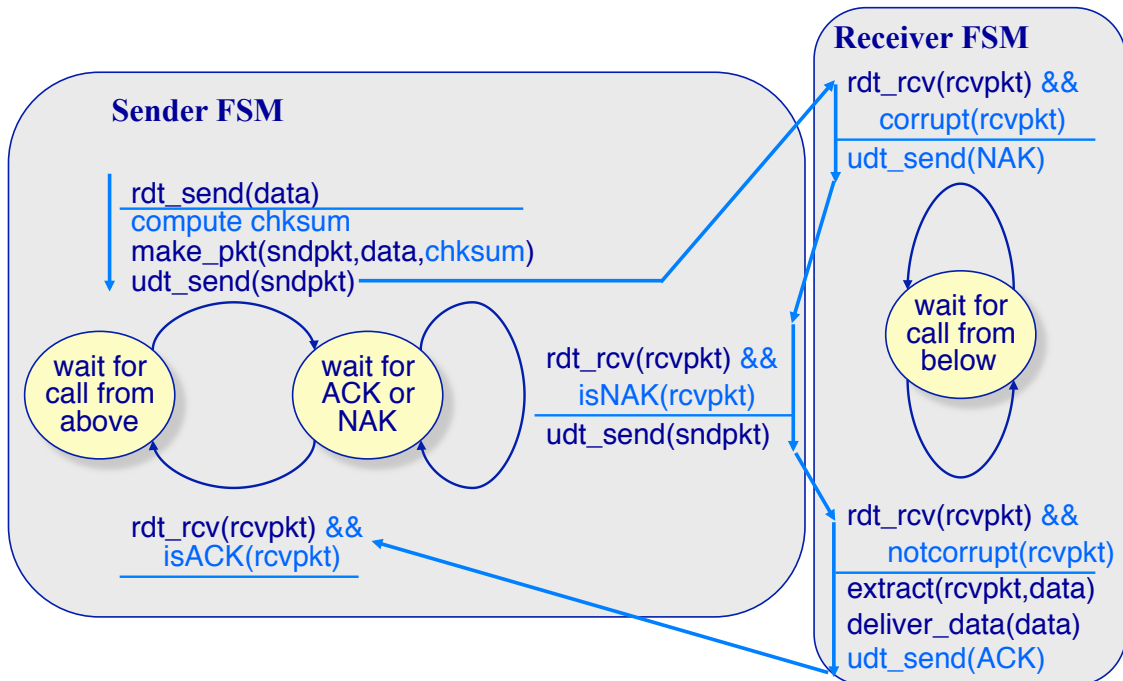 Sender FSM
rdt_send(data)
compute chksum
make_pkt(sndpkt,data,chksum)
udt_send(sndpkt)
wait for
call from
above
wait for
ACK or
NAK
rdt_rcv(rcvpkt) &&
isNAK(rcvpkt)
udt_send(sndpkt)
rdt_rcv(rcvpkt) &&
isACK(rcvpkt)
Receiver FSM
rdt_rcv(rcvpkt) &&
corrupt(rcvpkt)
udt_send(NAK)
wait for
call from
below
rdt_rcv(rcvpkt) &&
notcorrupt(rcvpkt)
extract(rcvpkt,data)
deliver_data(data)
udt_send(ACK)